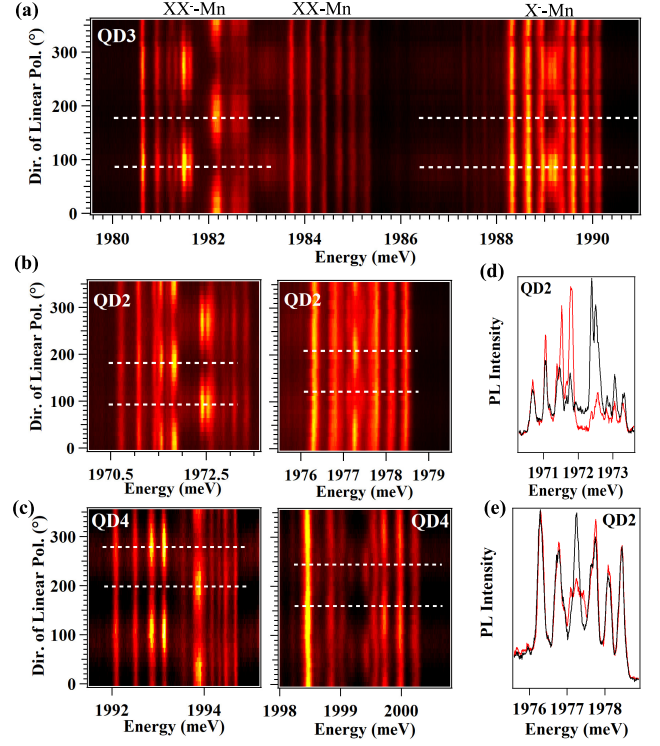 (a) XX⁻-Mn XX-Mn X⁻-Mn
QD3
Dir. of Linear Pol. (°)
300
200
100
0
1980 1982 1984 1986 1988 1990
Energy (meV)
(b) QD2 QD2
Dir. of Linear Pol. (°)
300
200
100
0
1970.5 1972.5 1976 1977 1978 1979
Energy (meV) Energy (meV)
(d) QD2
PL Intensity
1971 1972 1973
Energy (meV)
(c) QD4 QD4
Dir. of Linear Pol. (°)
300
200
100
0
1992 1994 1998 1999 2000
Energy (meV) Energy (meV)
(e) QD2
PL Intensity
1976 1977 1978
Energy (meV)